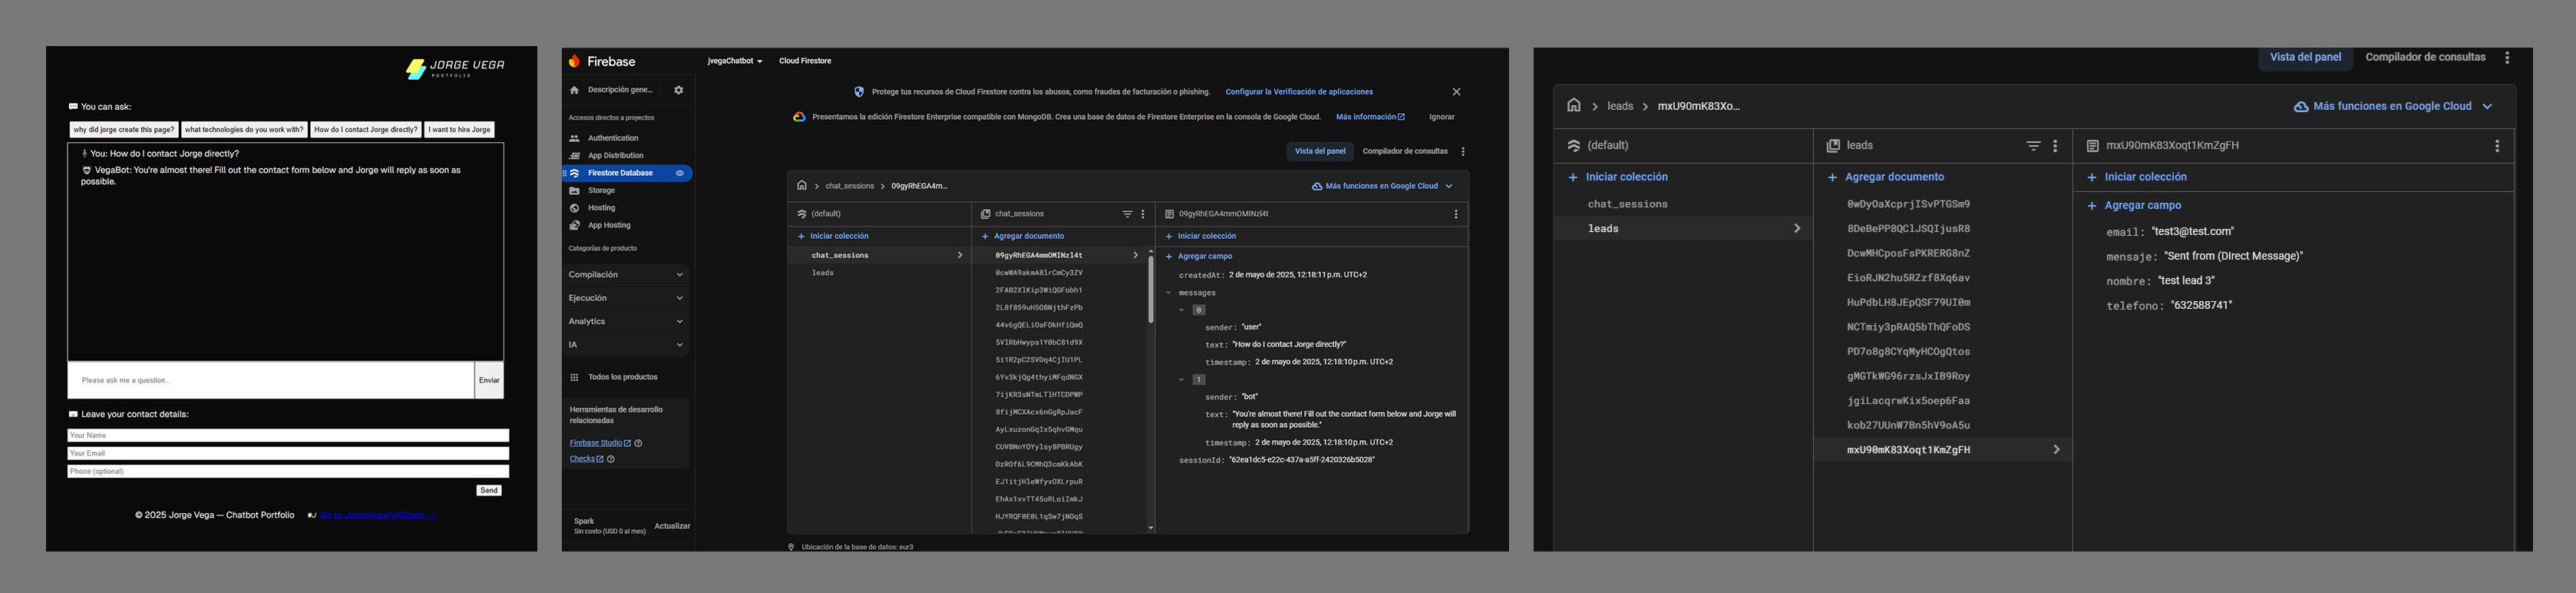 JORGE VEGA
PORTFOLIO
You can ask:
why did jorge create this page?
what technologies do you work with?
How do I contact Jorge directly?
I want to hire Jorge
You: How do I contact Jorge directly?
VegaBot: You're almost there! Fill out the contact form below and Jorge will reply as soon as
possible.
Please ask me a question...
Enviar
Leave your contact details:
Your Name
Your Email
Phone (optional)
Send
© 2025 Jorge Vega — Chatbot Portfolio
Go to JorgeVegaFullStack →
Firebase
jvegaChatbot
Cloud Firestore
Descripción gene...
Accesos directos a proyectos
Authentication
App Distribution
Firestore Database
Storage
Hosting
App Hosting
Categorías de producto
Compilación
Ejecución
Analytics
IA
Todos los productos
Herramientas de desarrollo
relacionadas
Firebase Studio
Checks
Spark
Sin costo (USD 0 al mes)
Actualizar
Protege tus recursos de Cloud Firestore contra los abusos, como fraudes de facturación o phishing.
Configurar la Verificación de aplicaciones
Presentamos la edición Firestore Enterprise compatible con MongoDB. Crea una base de datos de Firestore Enterprise en la consola de Google Cloud.
Más información
Ignorar
Vista del panel
Compilador de consultas
chat_sessions > 09gyRhEGA4m...
Más funciones en Google Cloud
(default)
+ Iniciar colección
chat_sessions
leads
chat_sessions
+ Agregar documento
09gyRhEGA4mmOMINzl4t
0cwWA9akmA8lrCmCy3ZV
2FAB2XlKip3WiQGFobh1
2L8f859uH5O8NjthFzPb
44v6gQELiOaFOkHfiQmQ
5VlRbHwypa1Y0bC81d9X
5i1R2pC2SVDq4CjIU1PL
6Yv3kjQg4thyiMFqdNGX
7ijKR3sNTmLTlHTCDPWP
8fijMCXAcx6nGgRpJacF
AyLxuzonGqIx5qhvGMqu
CUVBNnYOYylsy8PBRUgy
DzROf6L9CMhQ3cmKkAbK
EJ1itjHleWfyxOXLrpuR
EhAx1xvTT45uRLoiImkJ
HJYRQF0E0L1qSw7jNOqS
09gyRhEGA4mmOMINzl4t
+ Iniciar colección
+ Agregar campo
createdAt: 2 de mayo de 2025, 12:18:11 p.m. UTC+2
messages
0
sender: "user"
text: "How do I contact Jorge directly?"
timestamp: 2 de mayo de 2025, 12:18:10 p.m. UTC+2
1
sender: "bot"
text: "You're almost there! Fill out the contact form below and Jorge will
reply as soon as possible."
timestamp: 2 de mayo de 2025, 12:18:10 p.m. UTC+2
sessionId: "62ea1dc5-e22c-437a-a5ff-2420326b5028"
Ubicación de la base de datos: eur3
Vista del panel
Compilador de consultas
leads > mxU90mK83Xo...
Más funciones en Google Cloud
(default)
+ Iniciar colección
chat_sessions
leads
leads
+ Agregar documento
0wDyOaXcprjISvPTGSm9
8DeBePP8QClJSQIjusR8
DcwMHCposFsPKRERG8nZ
EioRJN2hu5RZzf8Xq6av
HuPdbLH8JEpQSF79UI0m
NCTmiy3pRAQ5bThQFoDS
PD7o8g8CYqMyHCOgQtos
gMGTkWG96rzsJxIB9Roy
jgiLacqrwKix5oep6Faa
kob27UUnW7Bn5hV9oA5u
mxU90mK83Xoqt1KmZgFH
mxU90mK83Xoqt1KmZgFH
+ Iniciar colección
+ Agregar campo
email: "test3@test.com"
mensaje: "Sent from (DIrect Message)"
nombre: "test lead 3"
telefono: "632588741"